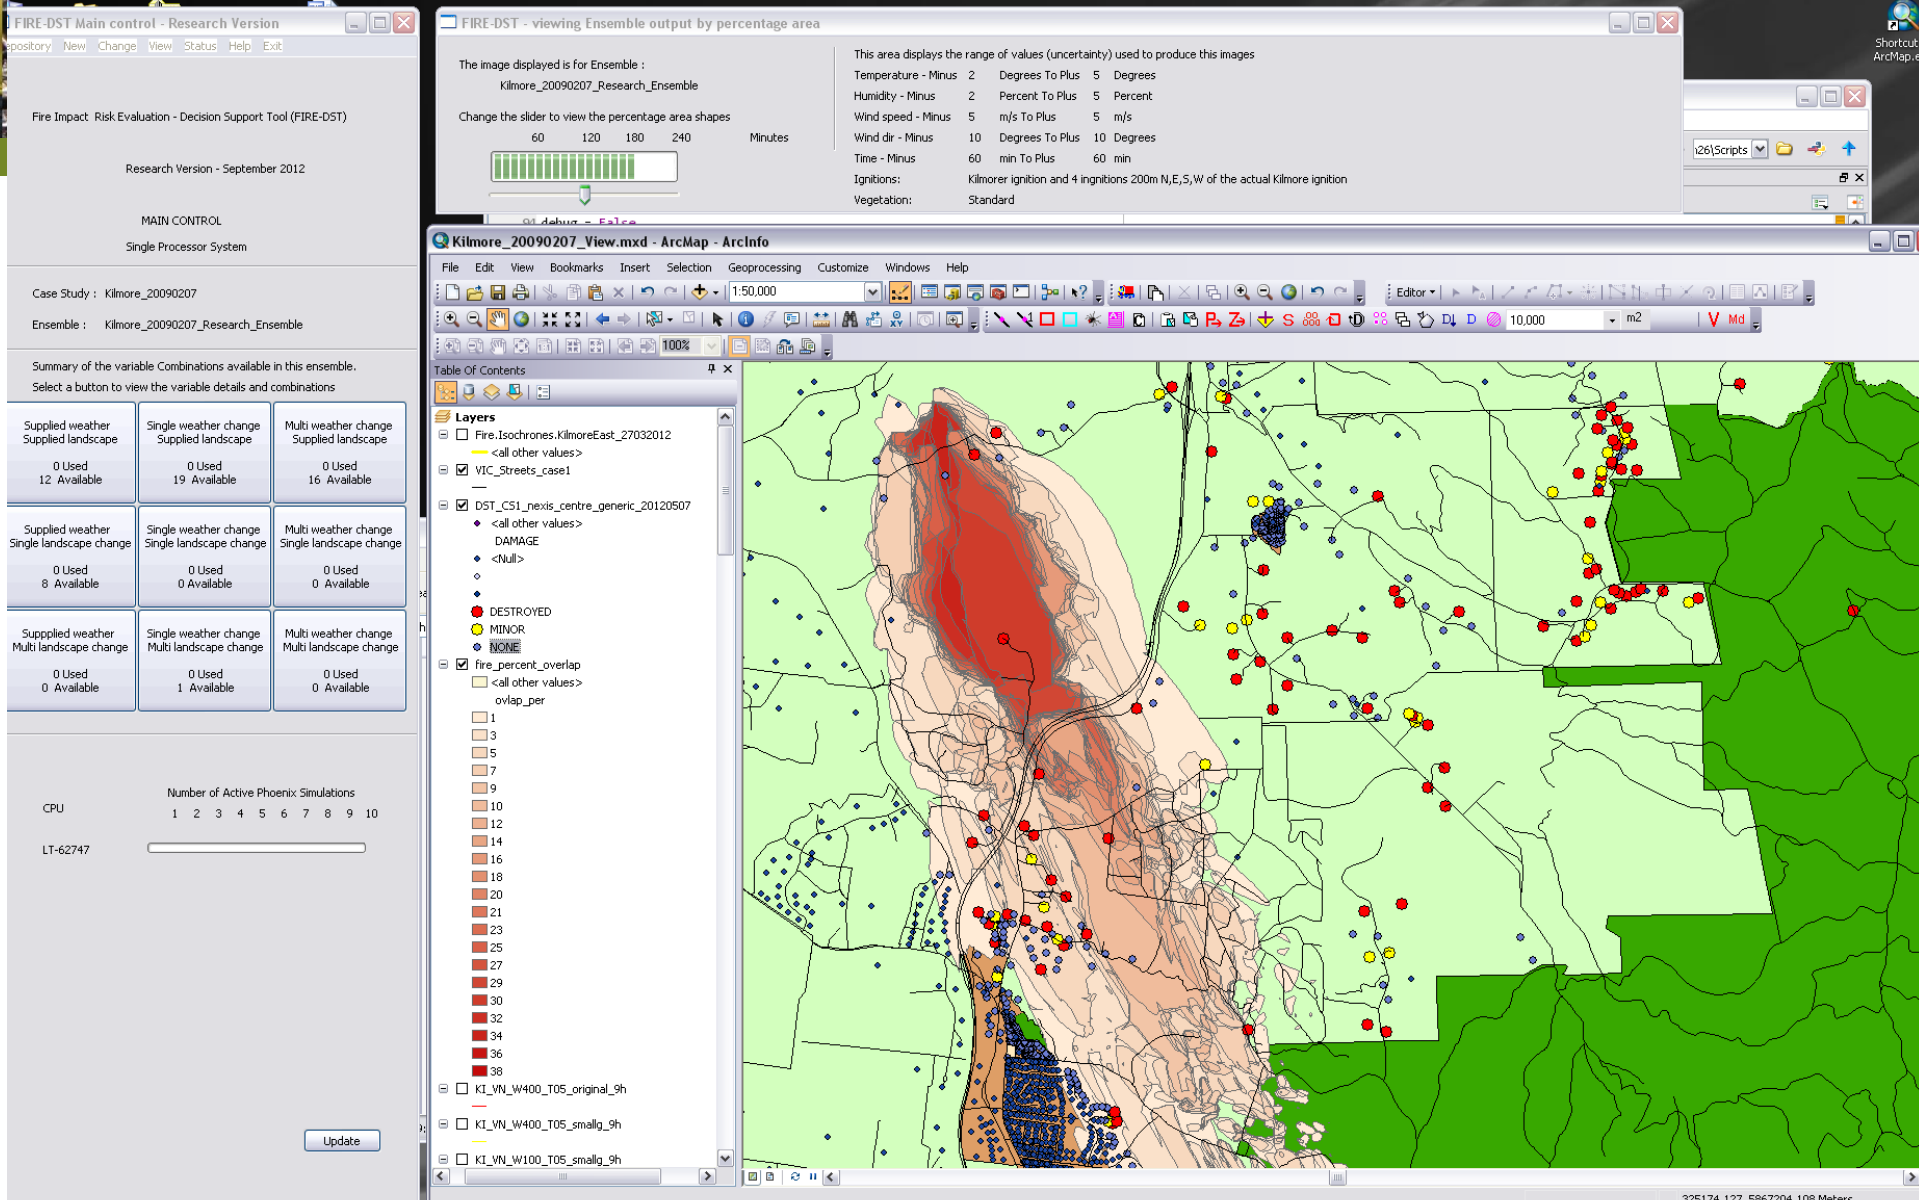 FIRE-DST Main control - Research Version
epository New Change View Status Help Exit
Fire Impact Risk Evaluation - Decision Support Tool (FIRE-DST)
Research Version - September 2012
MAIN CONTROL
Single Processor System
Case Study : Kilmore_20090207
Ensemble : Kilmore_20090207_Research_Ensemble
Summary of the variable Combinations available in this ensemble.
Select a button to view the variable details and combinations
Supplied weather
Supplied landscape
0 Used
12 Available
Single weather change
Supplied landscape
0 Used
19 Available
Multi weather change
Supplied landscape
0 Used
16 Available
Supplied weather
Single landscape change
0 Used
8 Available
Single weather change
Single landscape change
0 Used
0 Available
Multi weather change
Single landscape change
0 Used
0 Available
Suppplied weather
Multi landscape change
0 Used
0 Available
Single weather change
Multi landscape change
0 Used
1 Available
Multi weather change
Multi landscape change
0 Used
0 Available
Number of Active Phoenix Simulations
CPU 1 2 3 4 5 6 7 8 9 10
LT-62747
Update
FIRE-DST - viewing Ensemble output by percentage area
The image displayed is for Ensemble :
Kilmore_20090207_Research_Ensemble
Change the slider to view the percentage area shapes
60 120 180 240 Minutes
This area displays the range of values (uncertainty) used to produce this images
Temperature - Minus 2 Degrees To Plus 5 Degrees
Humidity - Minus 2 Percent To Plus 5 Percent
Wind speed - Minus 5 m/s To Plus 5 m/s
Wind dir - Minus 10 Degrees To Plus 10 Degrees
Time - Minus 60 min To Plus 60 min
Ignitions: Kilmorer ignition and 4 ingnitions 200m N,E,S,W of the actual Kilmore ignition
Vegetation: Standard
Shortcut
ArcMap.e
\26\Scripts
94 debug = False
Kilmore_20090207_View.mxd - ArcMap - ArcInfo
File Edit View Bookmarks Insert Selection Geoprocessing Customize Windows Help
1:50,000
Editor
10,000 m2
Md
100%
Table Of Contents
Layers
Fire.Isochrones.KilmoreEast_27032012
<all other values>
VIC_Streets_case1
DST_CS1_nexis_centre_generic_20120507
<all other values>
DAMAGE
<Null>
DESTROYED
MINOR
NONE
fire_percent_overlap
<all other values>
ovlap_per
1
3
5
7
9
10
12
14
16
18
20
21
23
25
27
29
30
32
34
36
38
KI_VN_W400_T05_original_9h
KI_VN_W400_T05_smallg_9h
KI_VN_W100_T05_smallg_9h
325174.127 5867204.108 Meters